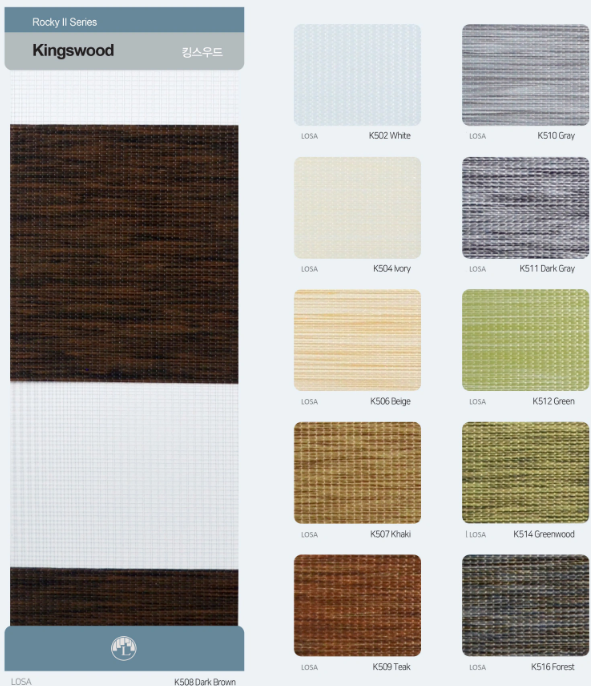 Rocky II Series
Kingswood 킹스우드
LOSA K508 Dark Brown
LOSA K502 White
LOSA K510 Gray
LOSA K504 Ivory
LOSA K511 Dark Gray
LOSA K506 Beige
LOSA K512 Green
LOSA K507 Khaki
LOSA K514 Greenwood
LOSA K509 Teak
LOSA K516 Forest